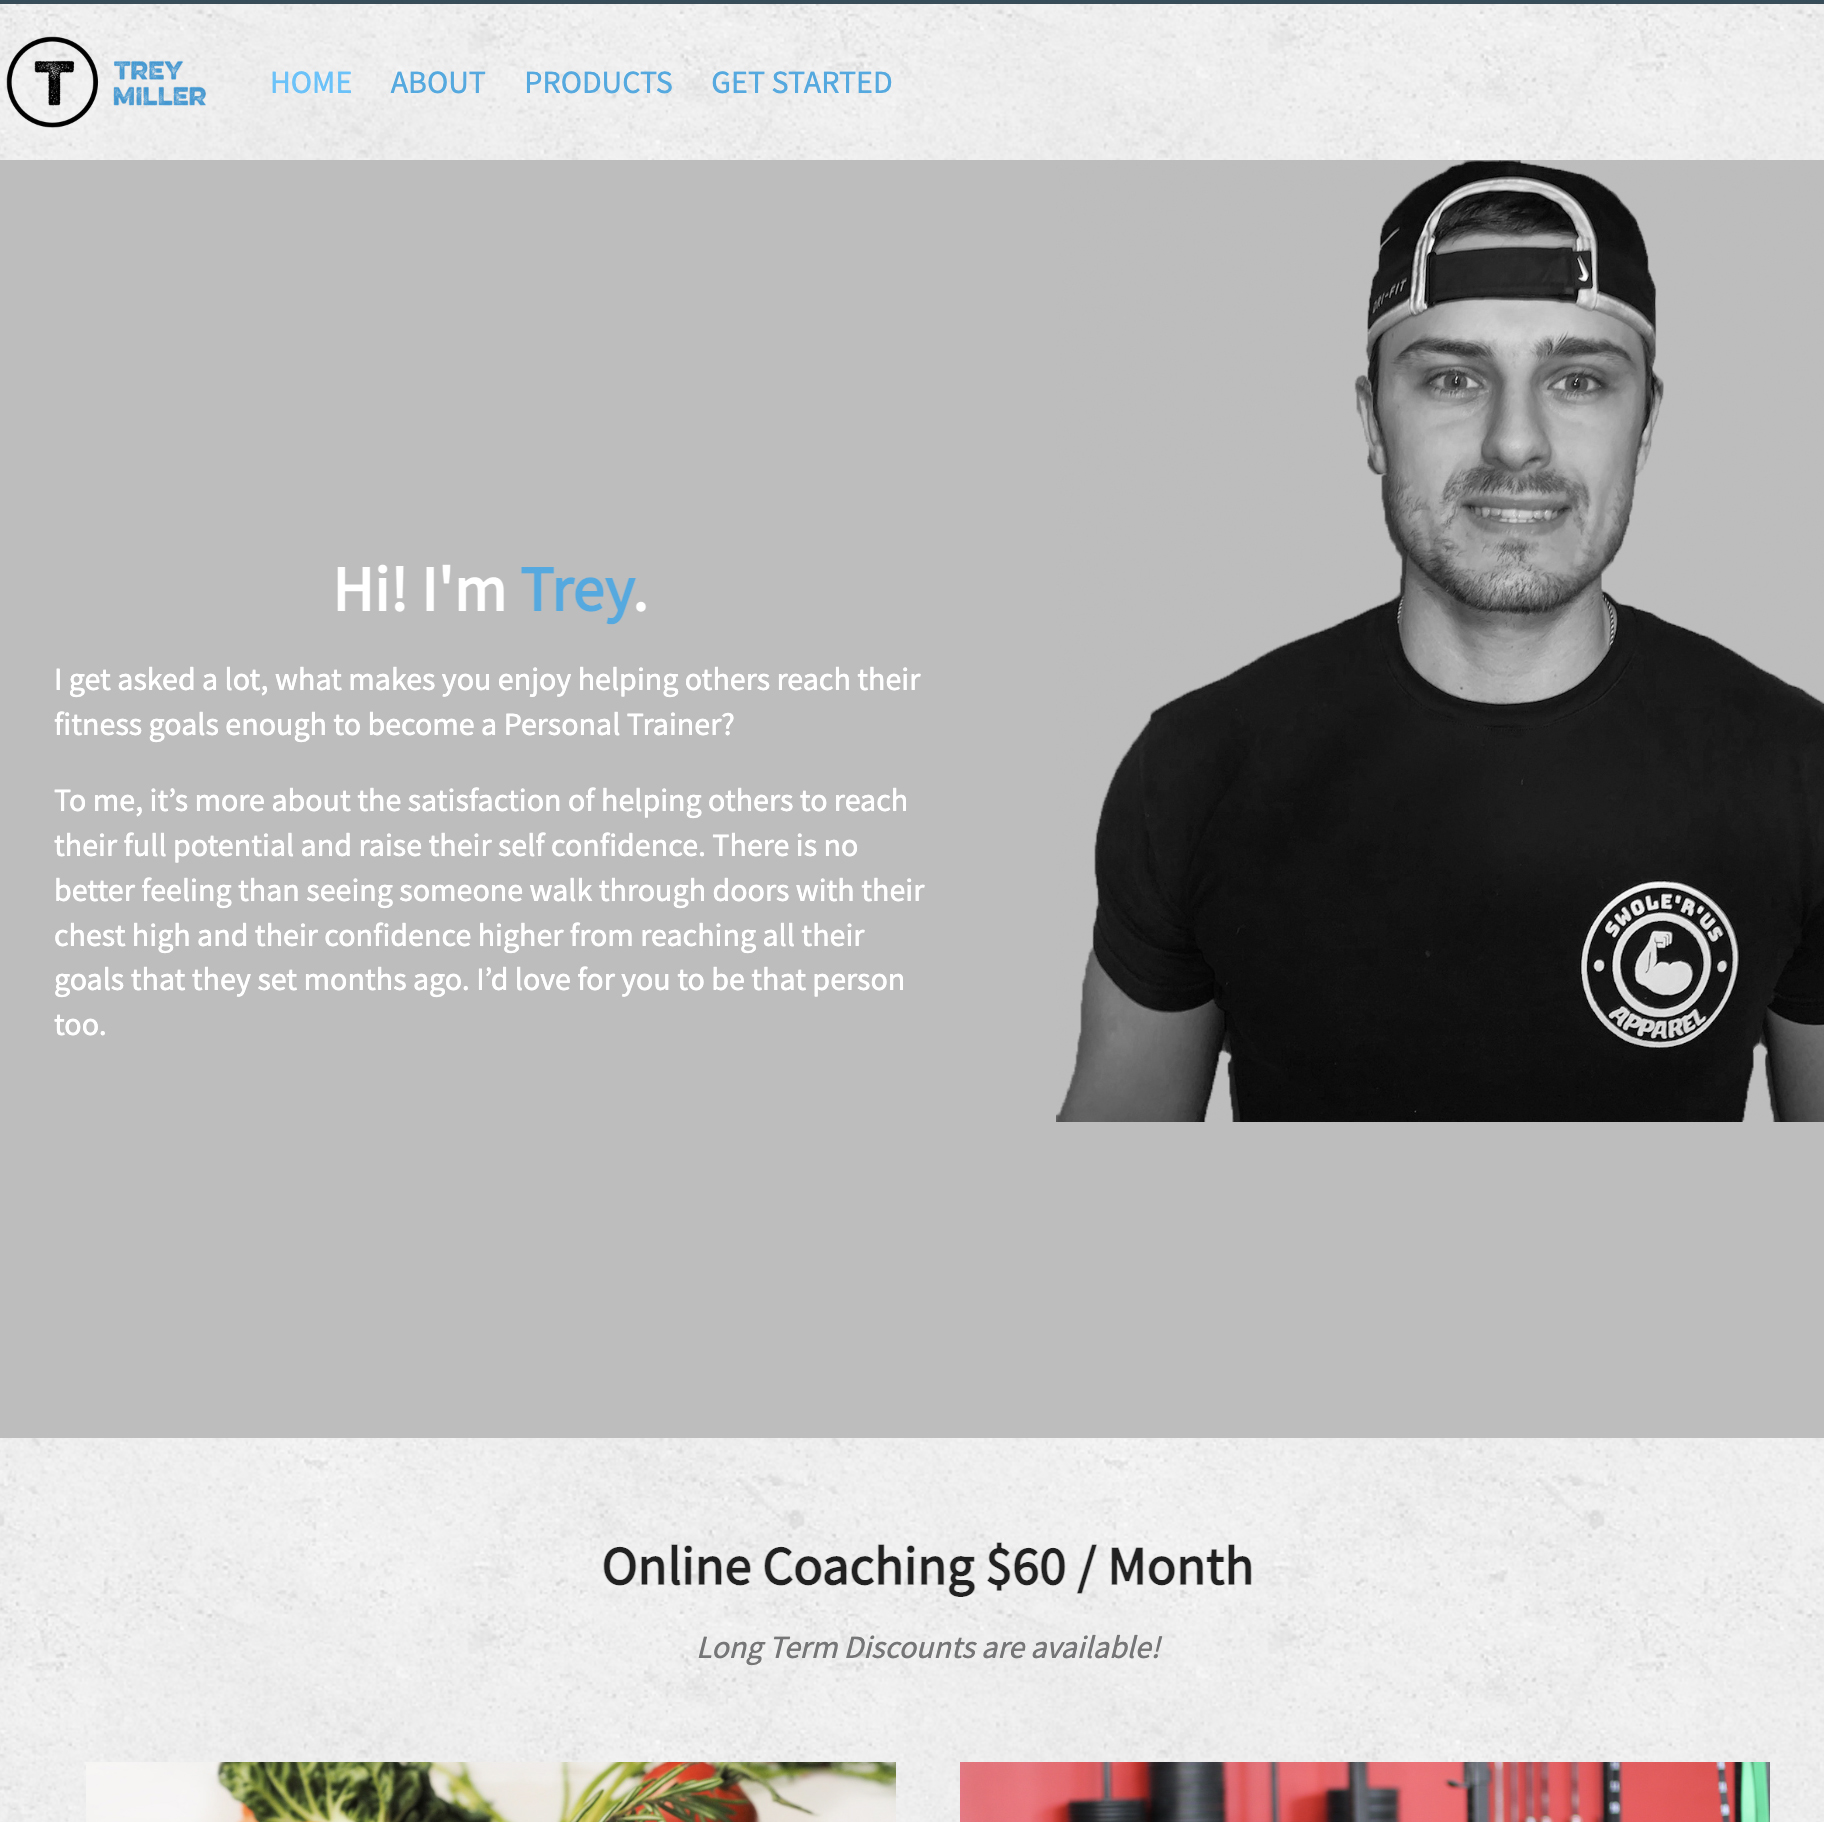 T
TREY
MILLER
HOME ABOUT PRODUCTS GET STARTED
DRI-FIT
Hi! I'm Trey.
I get asked a lot, what makes you enjoy helping others reach their
fitness goals enough to become a Personal Trainer?
To me, it’s more about the satisfaction of helping others to reach
their full potential and raise their self confidence. There is no
better feeling than seeing someone walk through doors with their
chest high and their confidence higher from reaching all their
goals that they set months ago. I’d love for you to be that person
too.
SWOLE'R'US
APPAREL
Online Coaching $60 / Month
Long Term Discounts are available!